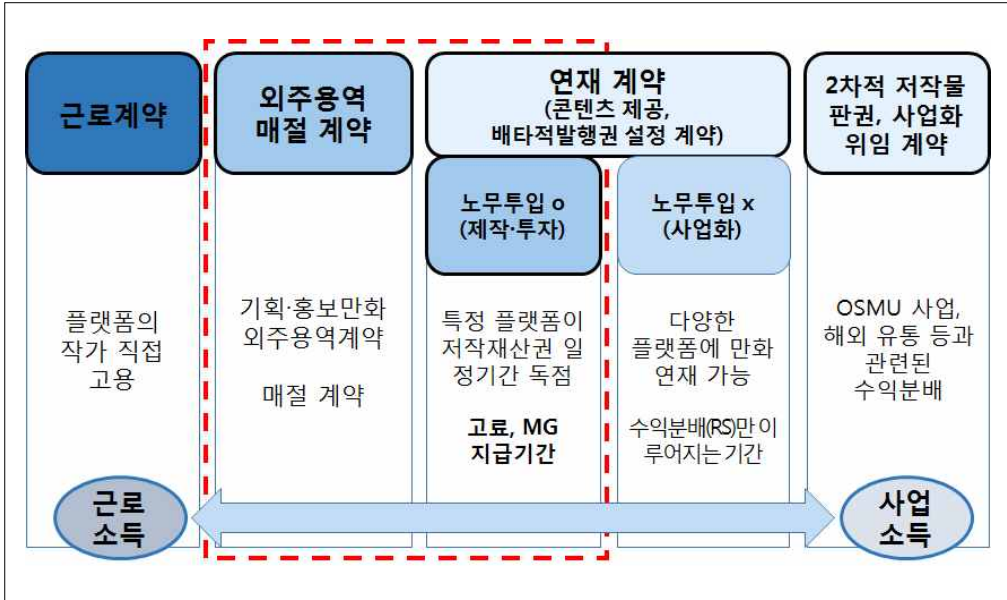 근로계약
외주용역
매절 계약
연재 계약
(콘텐츠 제공,
배타적발행권 설정 계약)
2차적 저작물
판권, 사업화
위임 계약
노무투입 o
(제작·투자)
노무투입 x
(사업화)
플랫폼의
작가 직접
고용
기획·홍보만화
외주용역계약
매절 계약
특정 플랫폼이
저작재산권 일
정기간 독점
고료, MG
지급기간
다양한
플랫폼에 만화
연재 가능
수익분배(RS)만 이
루어지는 기간
OSMU 사업,
해외 유통 등과
관련된
수익분배
근로
소득
사업
소득